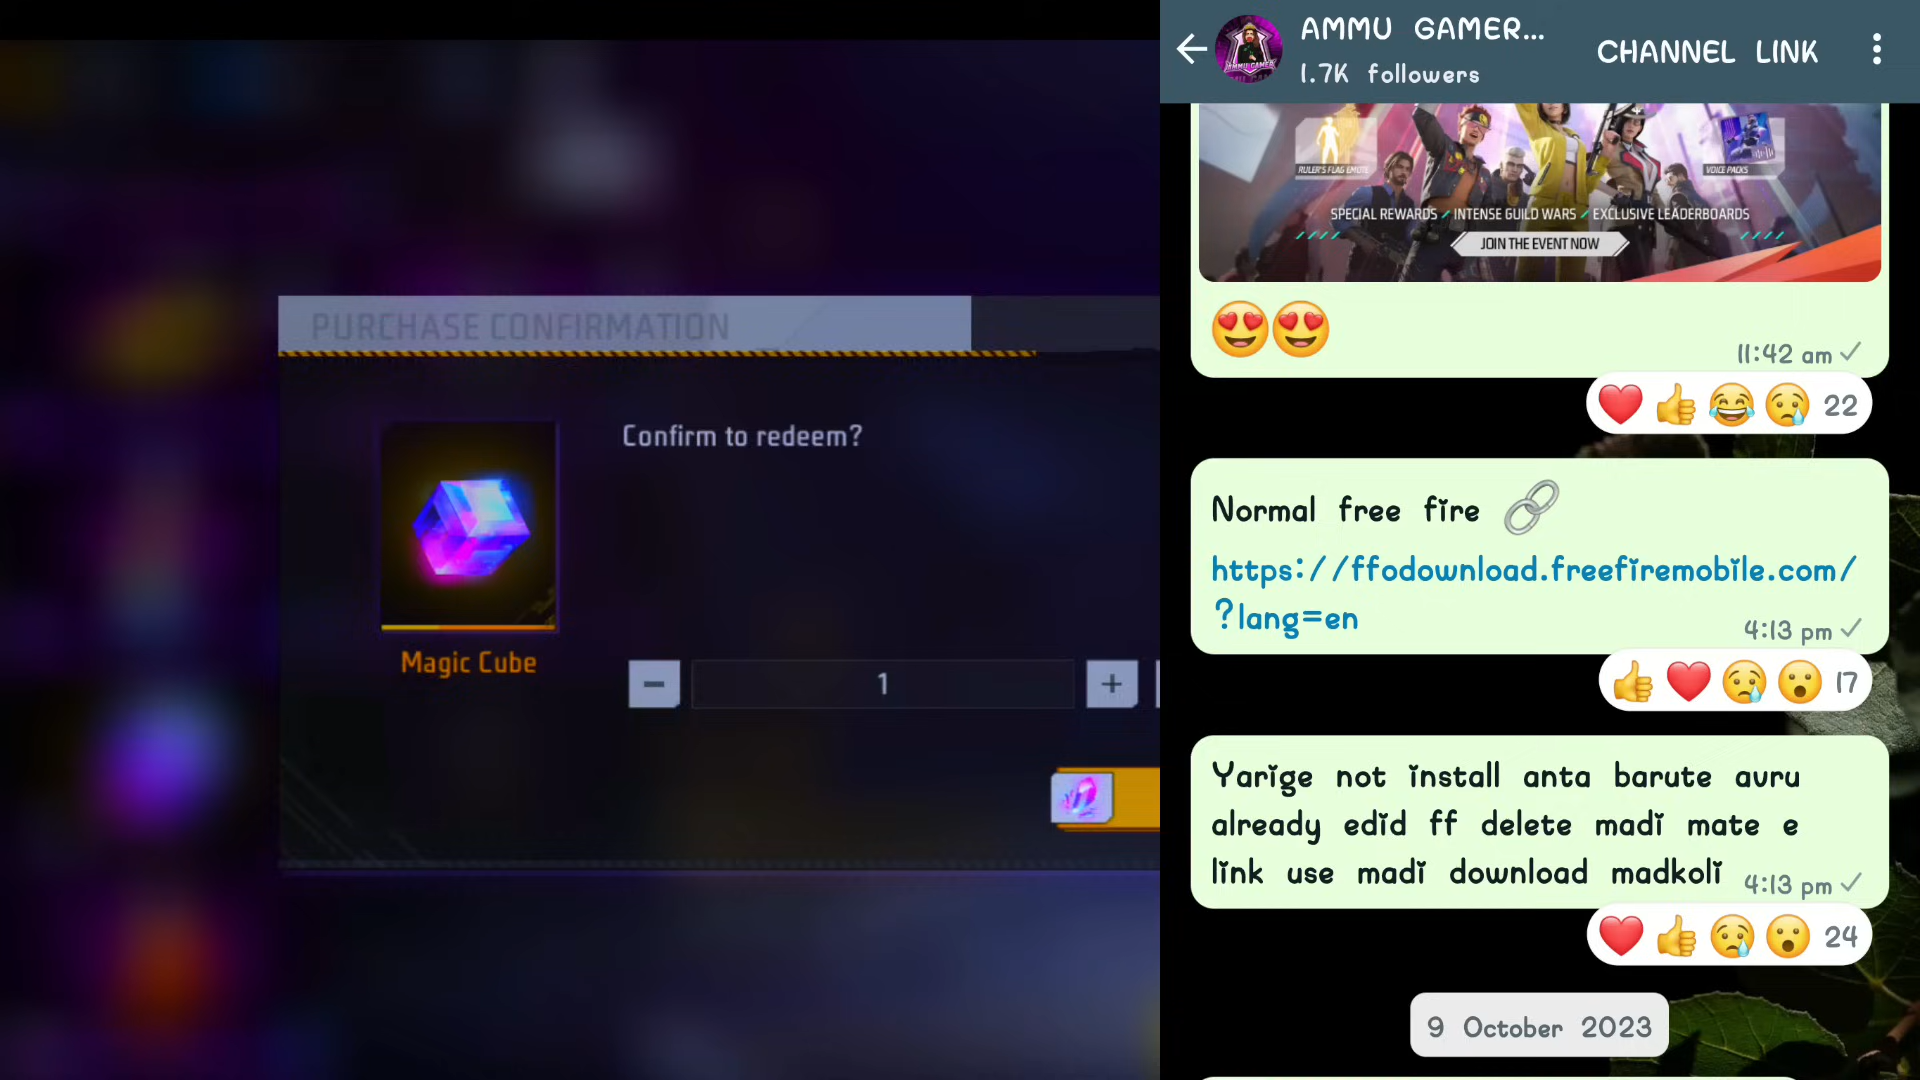 PURCHASE CONFIRMATION
Confirm to redeem?
Magic Cube
1
AMMU GAMER...
1.7K followers
CHANNEL LINK
RULER'S FLAG EMOTE
VOICE PACKS
SPECIAL REWARDS / INTENSE GUILD WARS / EXCLUSIVE LEADERBOARDS
JOIN THE EVENT NOW
😍😍
11:42 am
❤️👍😂😢 22
Normal free fire 🔗
https://ffodownload.freefiremobile.com/
?lang=en
4:13 pm
👍❤️😢😮 17
Yarige not install anta barute avru
already edid ff delete madi mate e
link use madi download madkoli
4:13 pm
❤️👍😢😮 24
9 October 2023